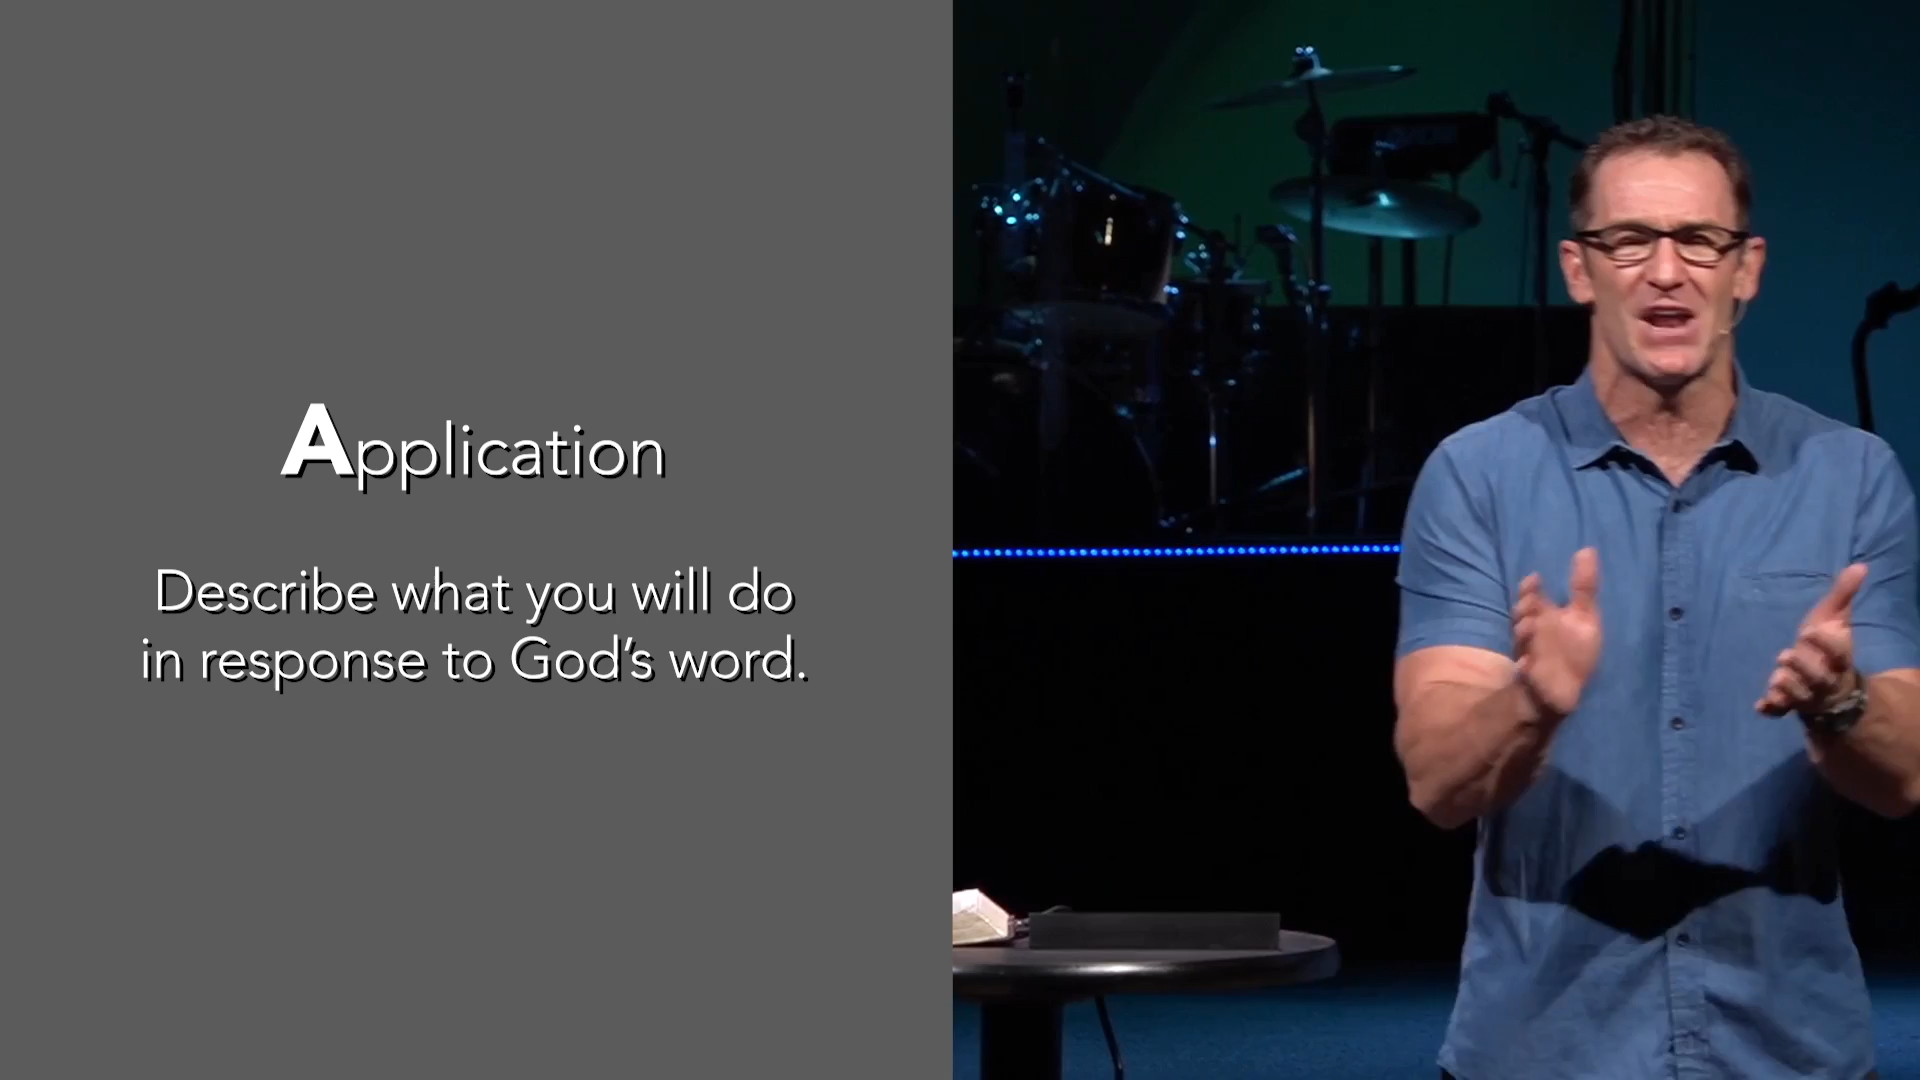 Application
Describe what you will do
in response to God’s word.